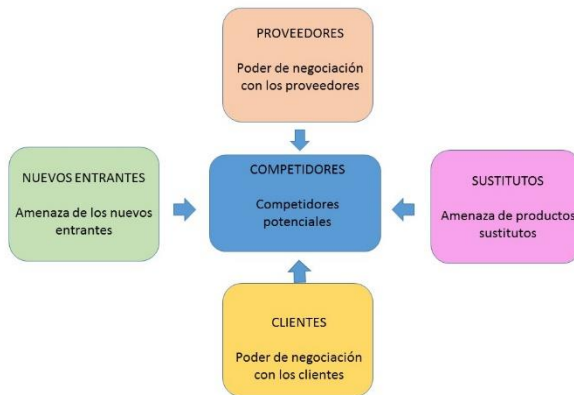 PROVEEDORES
Poder de negociación
con los proveedores
NUEVOS ENTRANTES
Amenaza de los nuevos
entrantes
COMPETIDORES
Competidores
potenciales
SUSTITUTOS
Amenaza de productos
sustitutos
CLIENTES
Poder de negociación
con los clientes